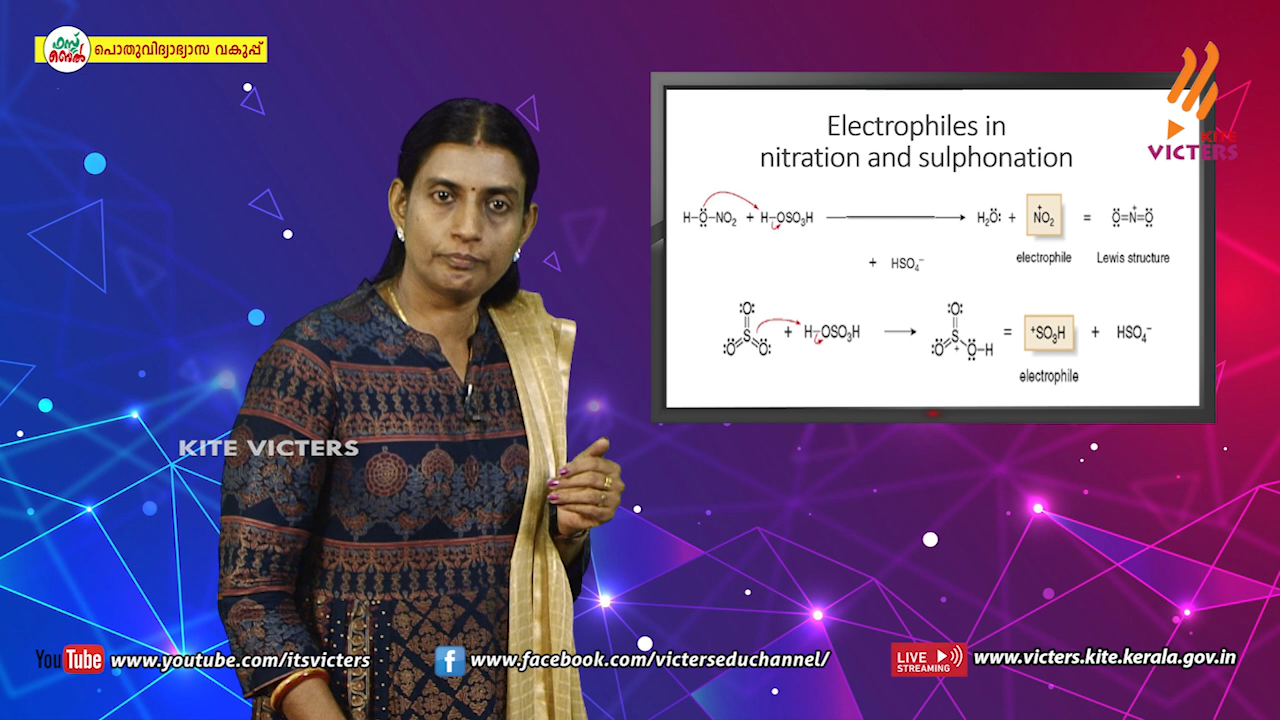 ഫസ്റ്റ്
ബെൽ
പൊതുവിദ്യാഭ്യാസ വകുപ്പ്
KITE
VICTERS
Electrophiles in
nitration and sulphonation
H–Ö–NO₂ + H–OSO₃H → H₂Ö: + N⁺O₂ = Ö=N⁺=Ö
electrophile Lewis structure
+ HSO₄⁻
:O:
S
:O: :O:
+ H–OSO₃H →
:O:
S⁺
:O: O–H
= ⁺SO₃H + HSO₄⁻
electrophile
KITE VICTERS
YouTube www.youtube.com/itsvicters
f www.facebook.com/victerseduchannel/
LIVE
STREAMING
www.victers.kite.kerala.gov.in